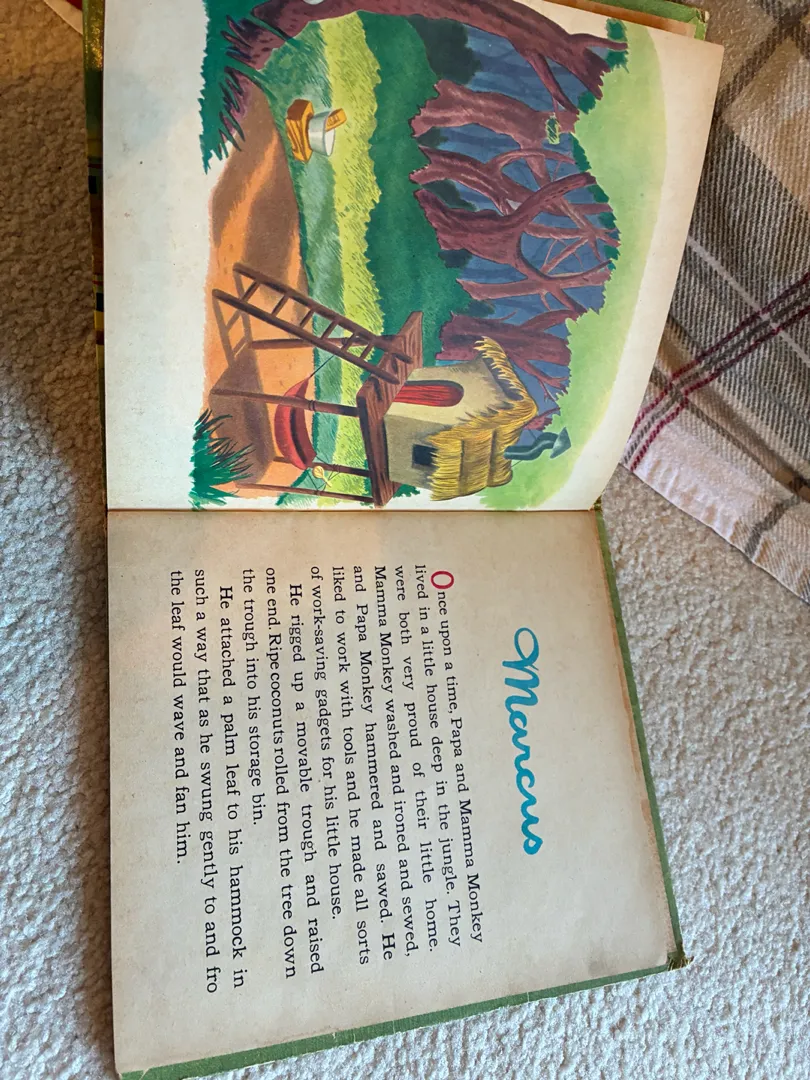 Marcus
Once upon a time, Papa and Mamma Monkey
lived in a little house deep in the jungle. They
were both very proud of their little home.
Mamma Monkey washed and ironed and sewed,
and Papa Monkey hammered and sawed. He
liked to work with tools and he made all sorts
of work-saving gadgets for his little house.
He rigged up a movable trough and raised
one end. Ripe coconuts rolled from the tree down
the trough into his storage bin.
He attached a palm leaf to his hammock in
such a way that as he swung gently to and fro
the leaf would wave and fan him.